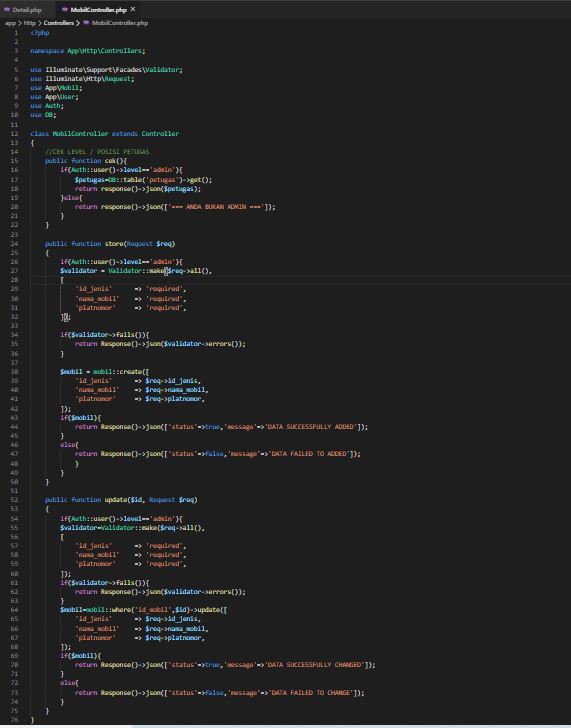 Detail.php
MobilController.php ×
app > Http > Controllers > MobilController.php
1 <?php
2
3 namespace App\Http\Controllers;
4
5 use Illuminate\Support\Facades\Validator;
6 use Illuminate\Http\Request;
7 use App\Mobil;
8 use App\User;
9 use Auth;
10 use DB;
11
12 class MobilController extends Controller
13 {
14 //CEK LEVEL / POSISI PETUGAS
15 public function cek(){
16 if(Auth::user()->level=='admin'){
17 $petugas=DB::table('petugas')->get();
18 return response()->json($petugas);
19 }else{
20 return response()->json(['=== ANDA BUKAN ADMIN ===']);
21 }
22 }
23
24 public function store(Request $req)
25 {
26 if(Auth::user()->level=='admin'){
27 $validator = Validator::make($req->all(),
28 [
29 'id_jenis' => 'required',
30 'nama_mobil' => 'required',
31 'platnomor' => 'required',
32 ]);
33
34 if($validator->fails()){
35 return Response()->json($validator->errors());
36 }
37
38 $mobil = mobil::create([
39 'id_jenis' => $req->id_jenis,
40 'nama_mobil' => $req->nama_mobil,
41 'platnomor' => $req->platnomor,
42 ]);
43 if($mobil){
44 return Response()->json(['status'=>true,'message'=>'DATA SUCCESSFULLY ADDED']);
45 }
46 else{
47 return Response()->json(['status'=>false,'message'=>'DATA FAILED TO ADDED']);
48 }
49 }
50 }
51
52 public function update($id, Request $req)
53 {
54 if(Auth::user()->level=='admin'){
55 $validator=Validator::make($req->all(),
56 [
57 'id_jenis' => 'required',
58 'nama_mobil' => 'required',
59 'platnomor' => 'required',
60 ]);
61 if($validator->fails()){
62 return Response()->json($validator->errors());
63 }
64 $mobil=mobil::where('id_mobil',$id)->update([
65 'id_jenis' => $req->id_jenis,
66 'nama_mobil' => $req->nama_mobil,
67 'platnomor' => $req->platnomor,
68 ]);
69 if($mobil){
70 return Response()->json(['status'=>true,'message'=>'DATA SUCCESSFULLY CHANGED']);
71 }
72 else{
73 return Response()->json(['status'=>false,'message'=>'DATA FAILED TO CHANGE']);
74 }
75 }
76 }